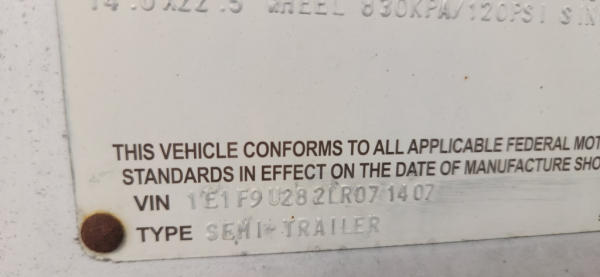 14.0X22.5 WHEEL 830KPA/120PSI SIN
THIS VEHICLE CONFORMS TO ALL APPLICABLE FEDERAL MOT
STANDARDS IN EFFECT ON THE DATE OF MANUFACTURE SHO
VIN 1E1F9U282LR071407
TYPE SEMI-TRAILER